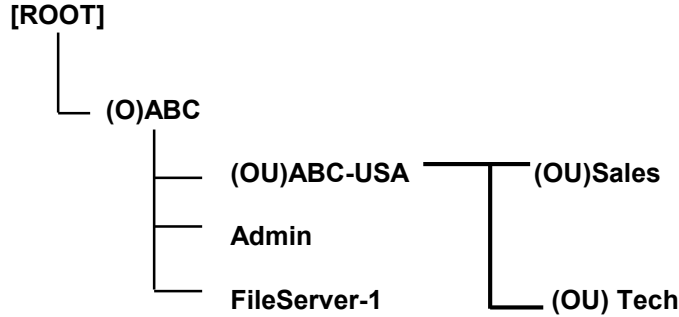 [ROOT]
(O)ABC
(OU)ABC-USA
(OU)Sales
Admin
FileServer-1
(OU) Tech